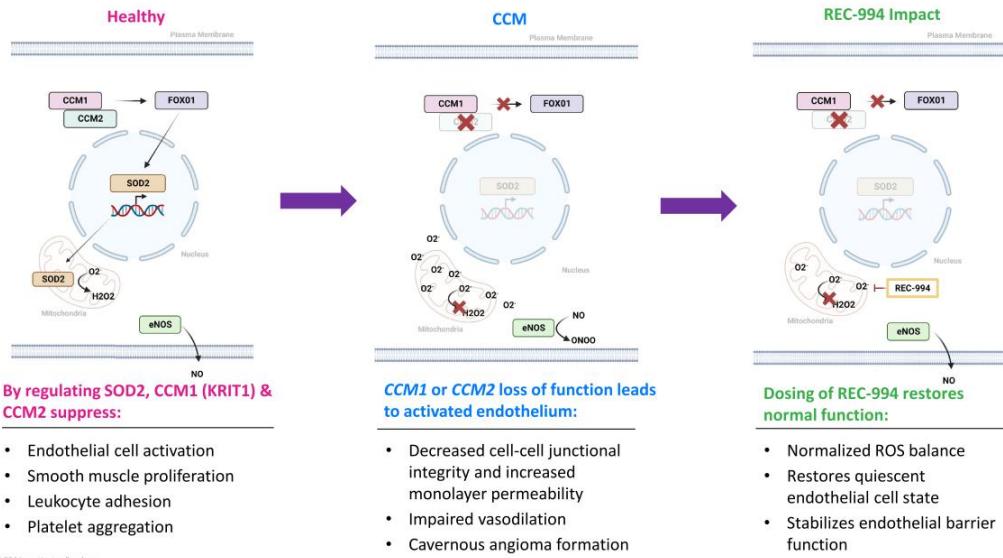 Healthy
Plasma Membrane
CCM1
FOX01
CCM2
SOD2
Nucleus
SOD2
O2-
H2O2
Mitochondria
eNOS
NO
By regulating SOD2, CCM1 (KRIT1) &
CCM2 suppress:
• Endothelial cell activation
• Smooth muscle proliferation
• Leukocyte adhesion
• Platelet aggregation
CCM
Plasma Membrane
CCM1
FOX01
SOD2
O2-
O2-
O2-
O2-
Nucleus
O2-
O2-
O2-
H2O2
O2-
Mitochondria
eNOS
NO
ONOO
CCM1 or CCM2 loss of function leads
to activated endothelium:
• Decreased cell-cell junctional
integrity and increased
monolayer permeability
• Impaired vasodilation
• Cavernous angioma formation
REC-994 Impact
Plasma Membrane
CCM1
FOX01
SOD2
Nucleus
O2-
O2-
O2-
REC-994
H2O2
Mitochondria
eNOS
NO
Dosing of REC-994 restores
normal function:
• Normalized ROS balance
• Restores quiescent
endothelial cell state
• Stabilizes endothelial barrier
function